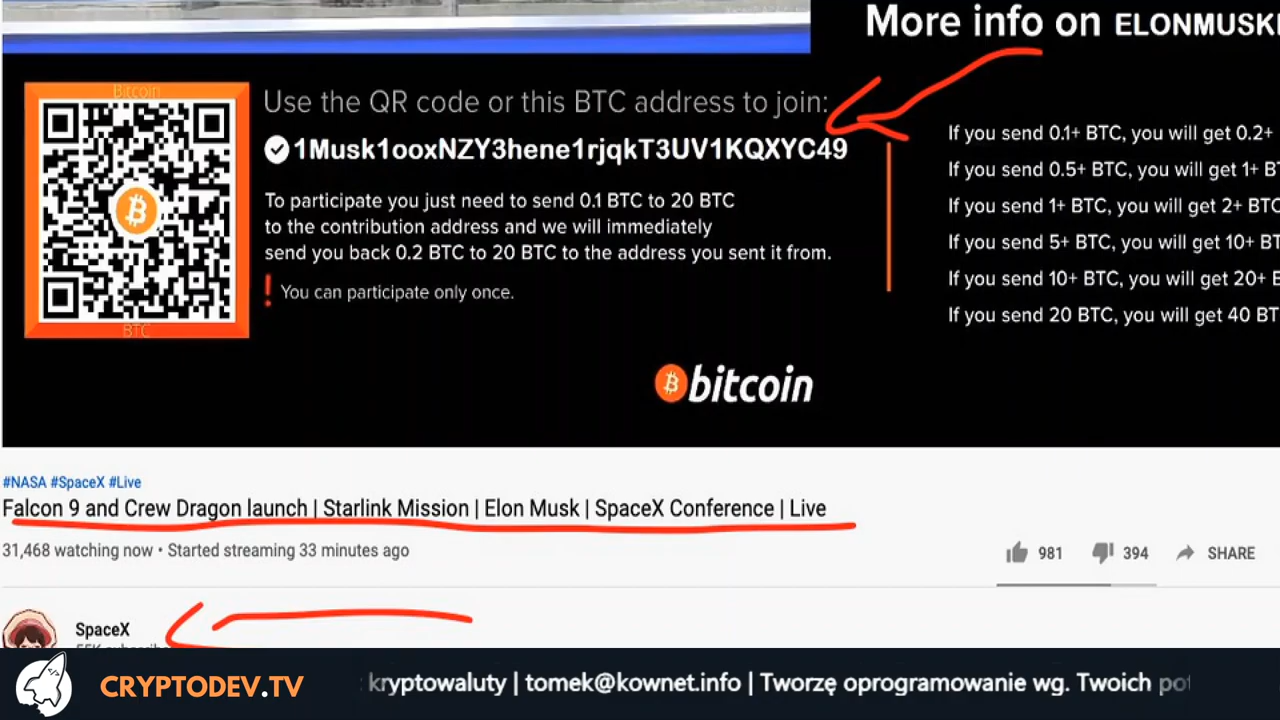 More info on ELONMUSK
Bitcoin
Use the QR code or this BTC address to join:
1Musk1ooxNZY3hene1rjqkT3UV1KQXYC49
To participate you just need to send 0.1 BTC to 20 BTC
to the contribution address and we will immediately
send you back 0.2 BTC to 20 BTC to the address you sent it from.
! You can participate only once.
BTC
If you send 0.1+ BTC, you will get 0.2+
If you send 0.5+ BTC, you will get 1+ BT
If you send 1+ BTC, you will get 2+ BTC
If you send 5+ BTC, you will get 10+ BT
If you send 10+ BTC, you will get 20+ B
If you send 20 BTC, you will get 40 BT
bitcoin
#NASA #SpaceX #Live
Falcon 9 and Crew Dragon launch | Starlink Mission | Elon Musk | SpaceX Conference | Live
31,468 watching now • Started streaming 33 minutes ago
981 394 SHARE
SpaceX
CRYPTODEV.TV
kryptowaluty | tomek@kownet.info | Tworzę oprogramowanie wg. Twoich pot